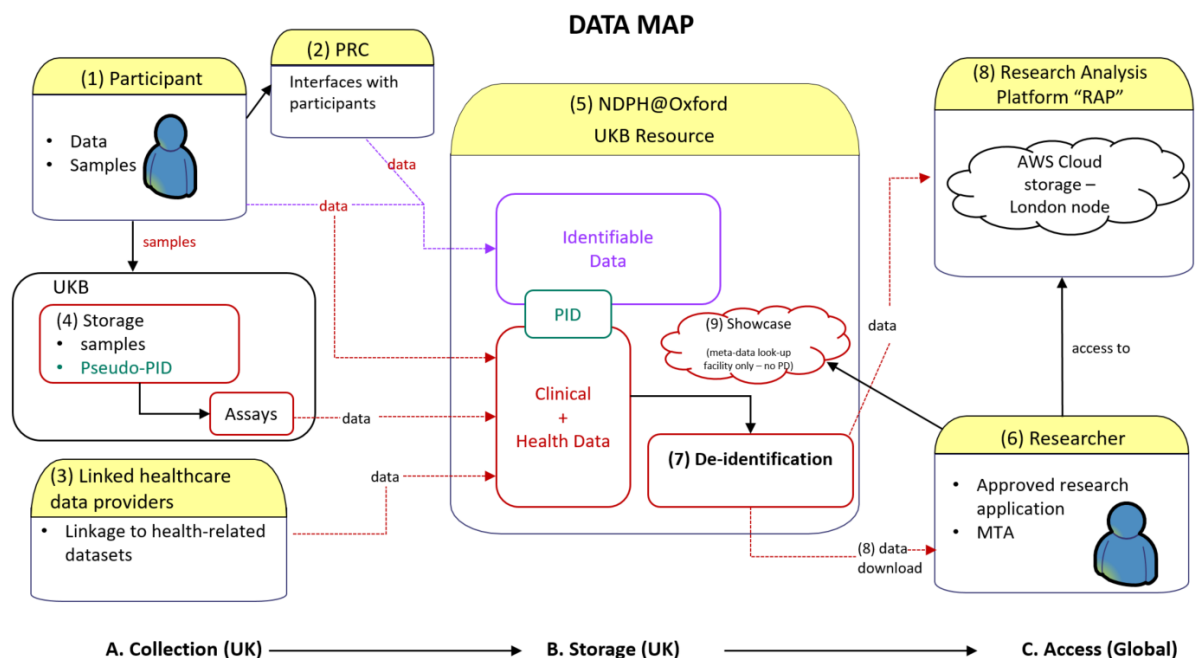 DATA MAP
(1) Participant
• Data
• Samples
(2) PRC
Interfaces with
participants
data
data
samples
UKB
(4) Storage
• samples
• Pseudo-PID
Assays
data
(3) Linked healthcare
data providers
• Linkage to health-related
datasets
data
(5) NDPH@Oxford
UKB Resource
Identifiable
Data
PID
Clinical
+
Health Data
(9) Showcase
(meta-data look-up
facility only – no PD)
(7) De-identification
data
(8) data
download
(8) Research Analysis
Platform “RAP”
AWS Cloud
storage –
London node
access to
(6) Researcher
• Approved research
application
• MTA
A. Collection (UK)
B. Storage (UK)
C. Access (Global)